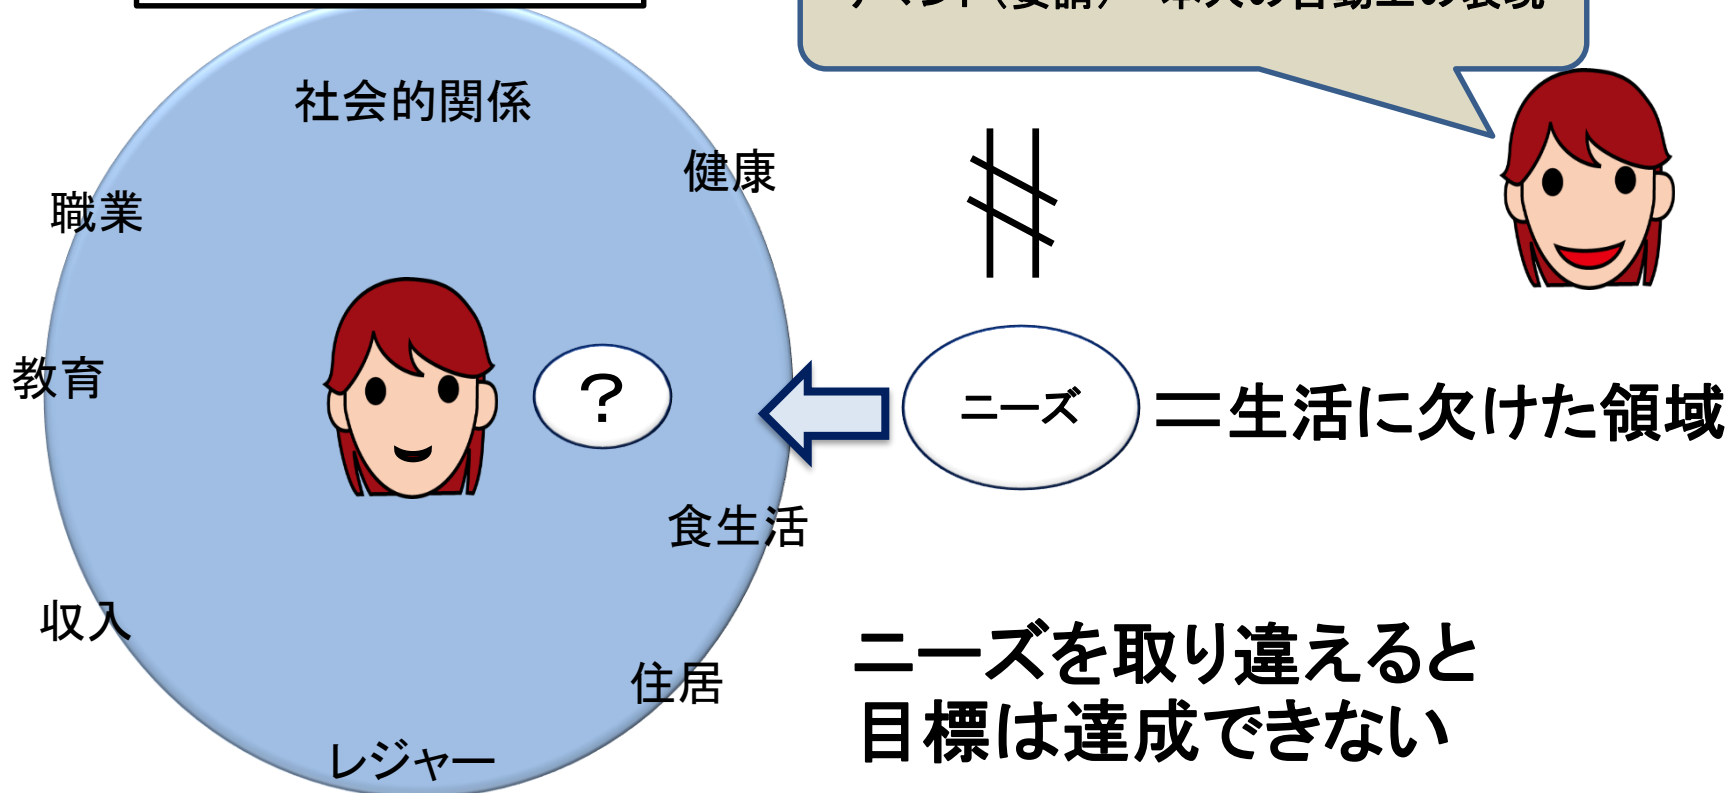 社会的関係
健康
職業
教育
?
ニーズ
=生活に欠けた領域
食生活
収入
住居
レジャー
ニーズを取り違えると
目標は達成できない